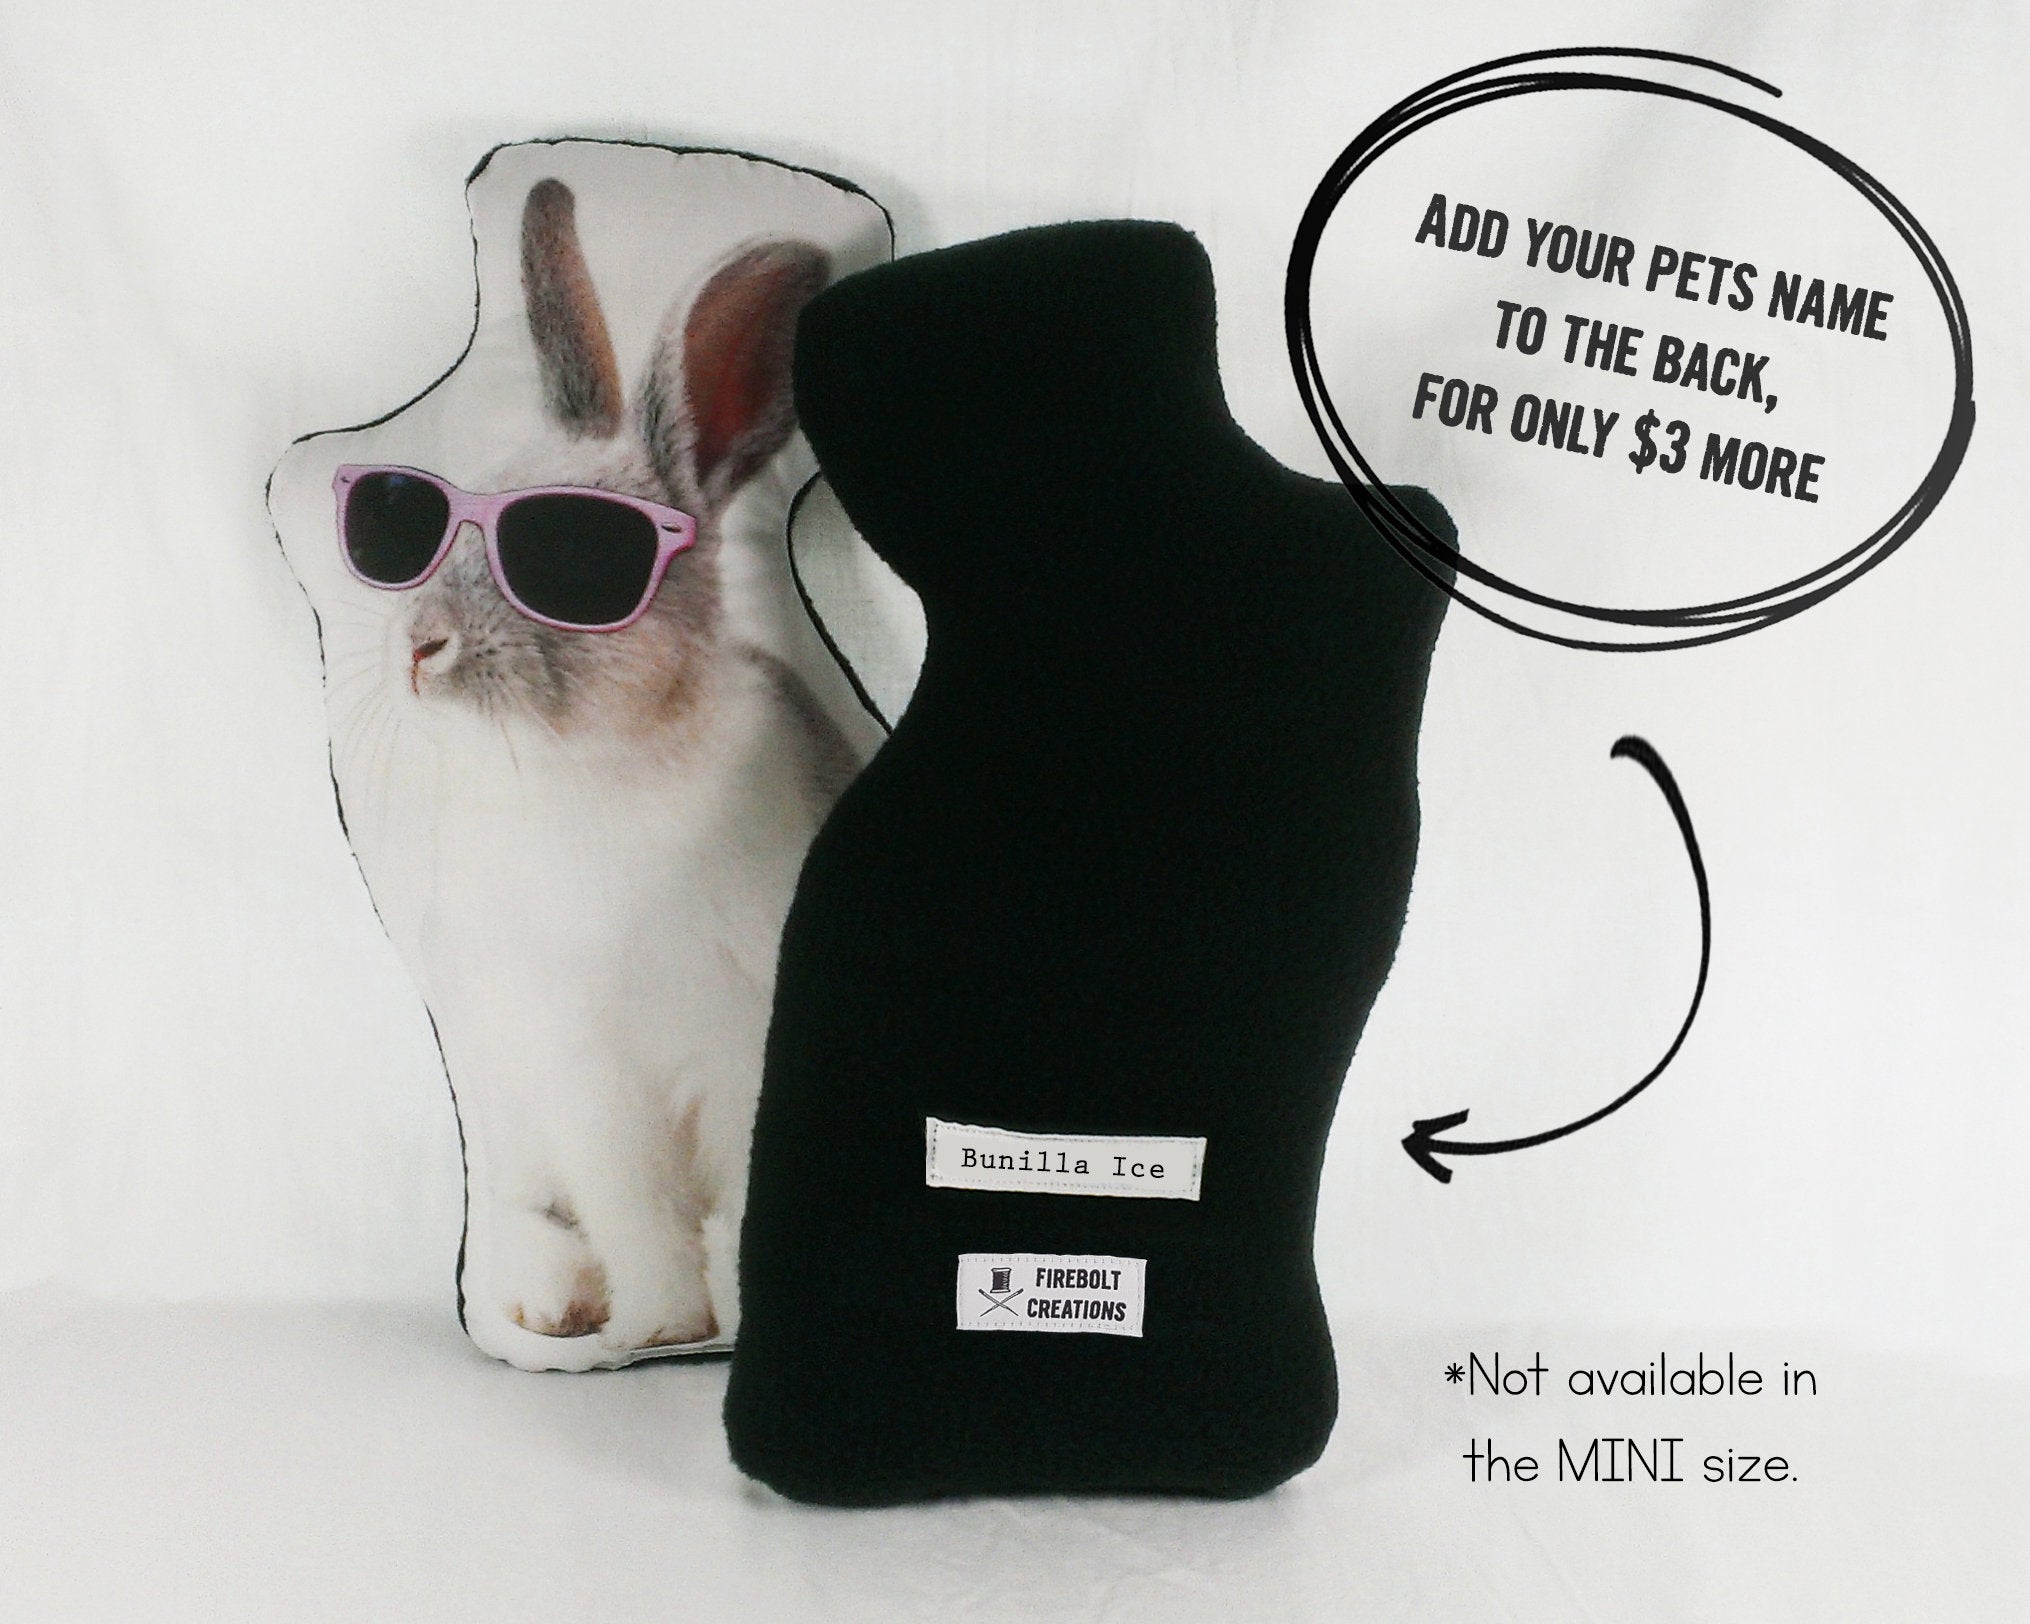 ADD YOUR PETS NAME
TO THE BACK,
FOR ONLY $3 MORE
Bunilla Ice
FIREBOLT
CREATIONS
*Not available in
the MINI size.